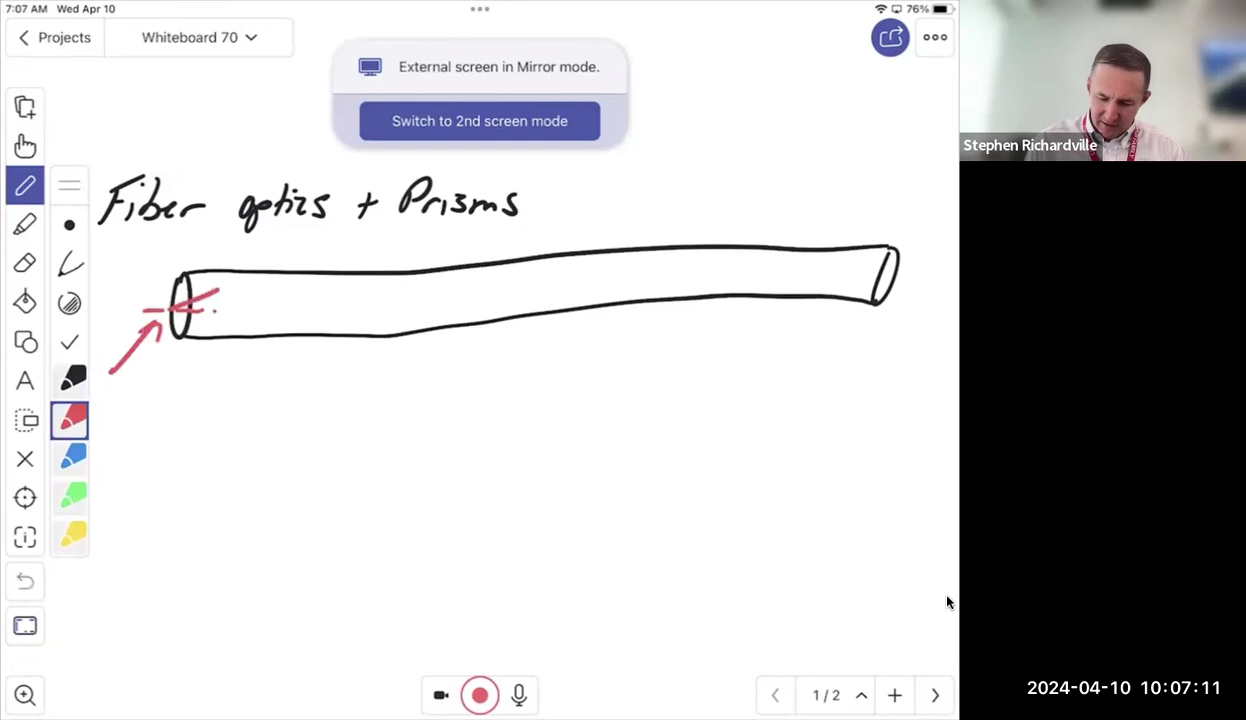 7:07 AM Wed Apr 10
76%
Projects
Whiteboard 70
External screen in Mirror mode.
Switch to 2nd screen mode
Stephen Richardville
Fiber optics + Prisms
A
1 / 2
2024-04-10 10:07:11